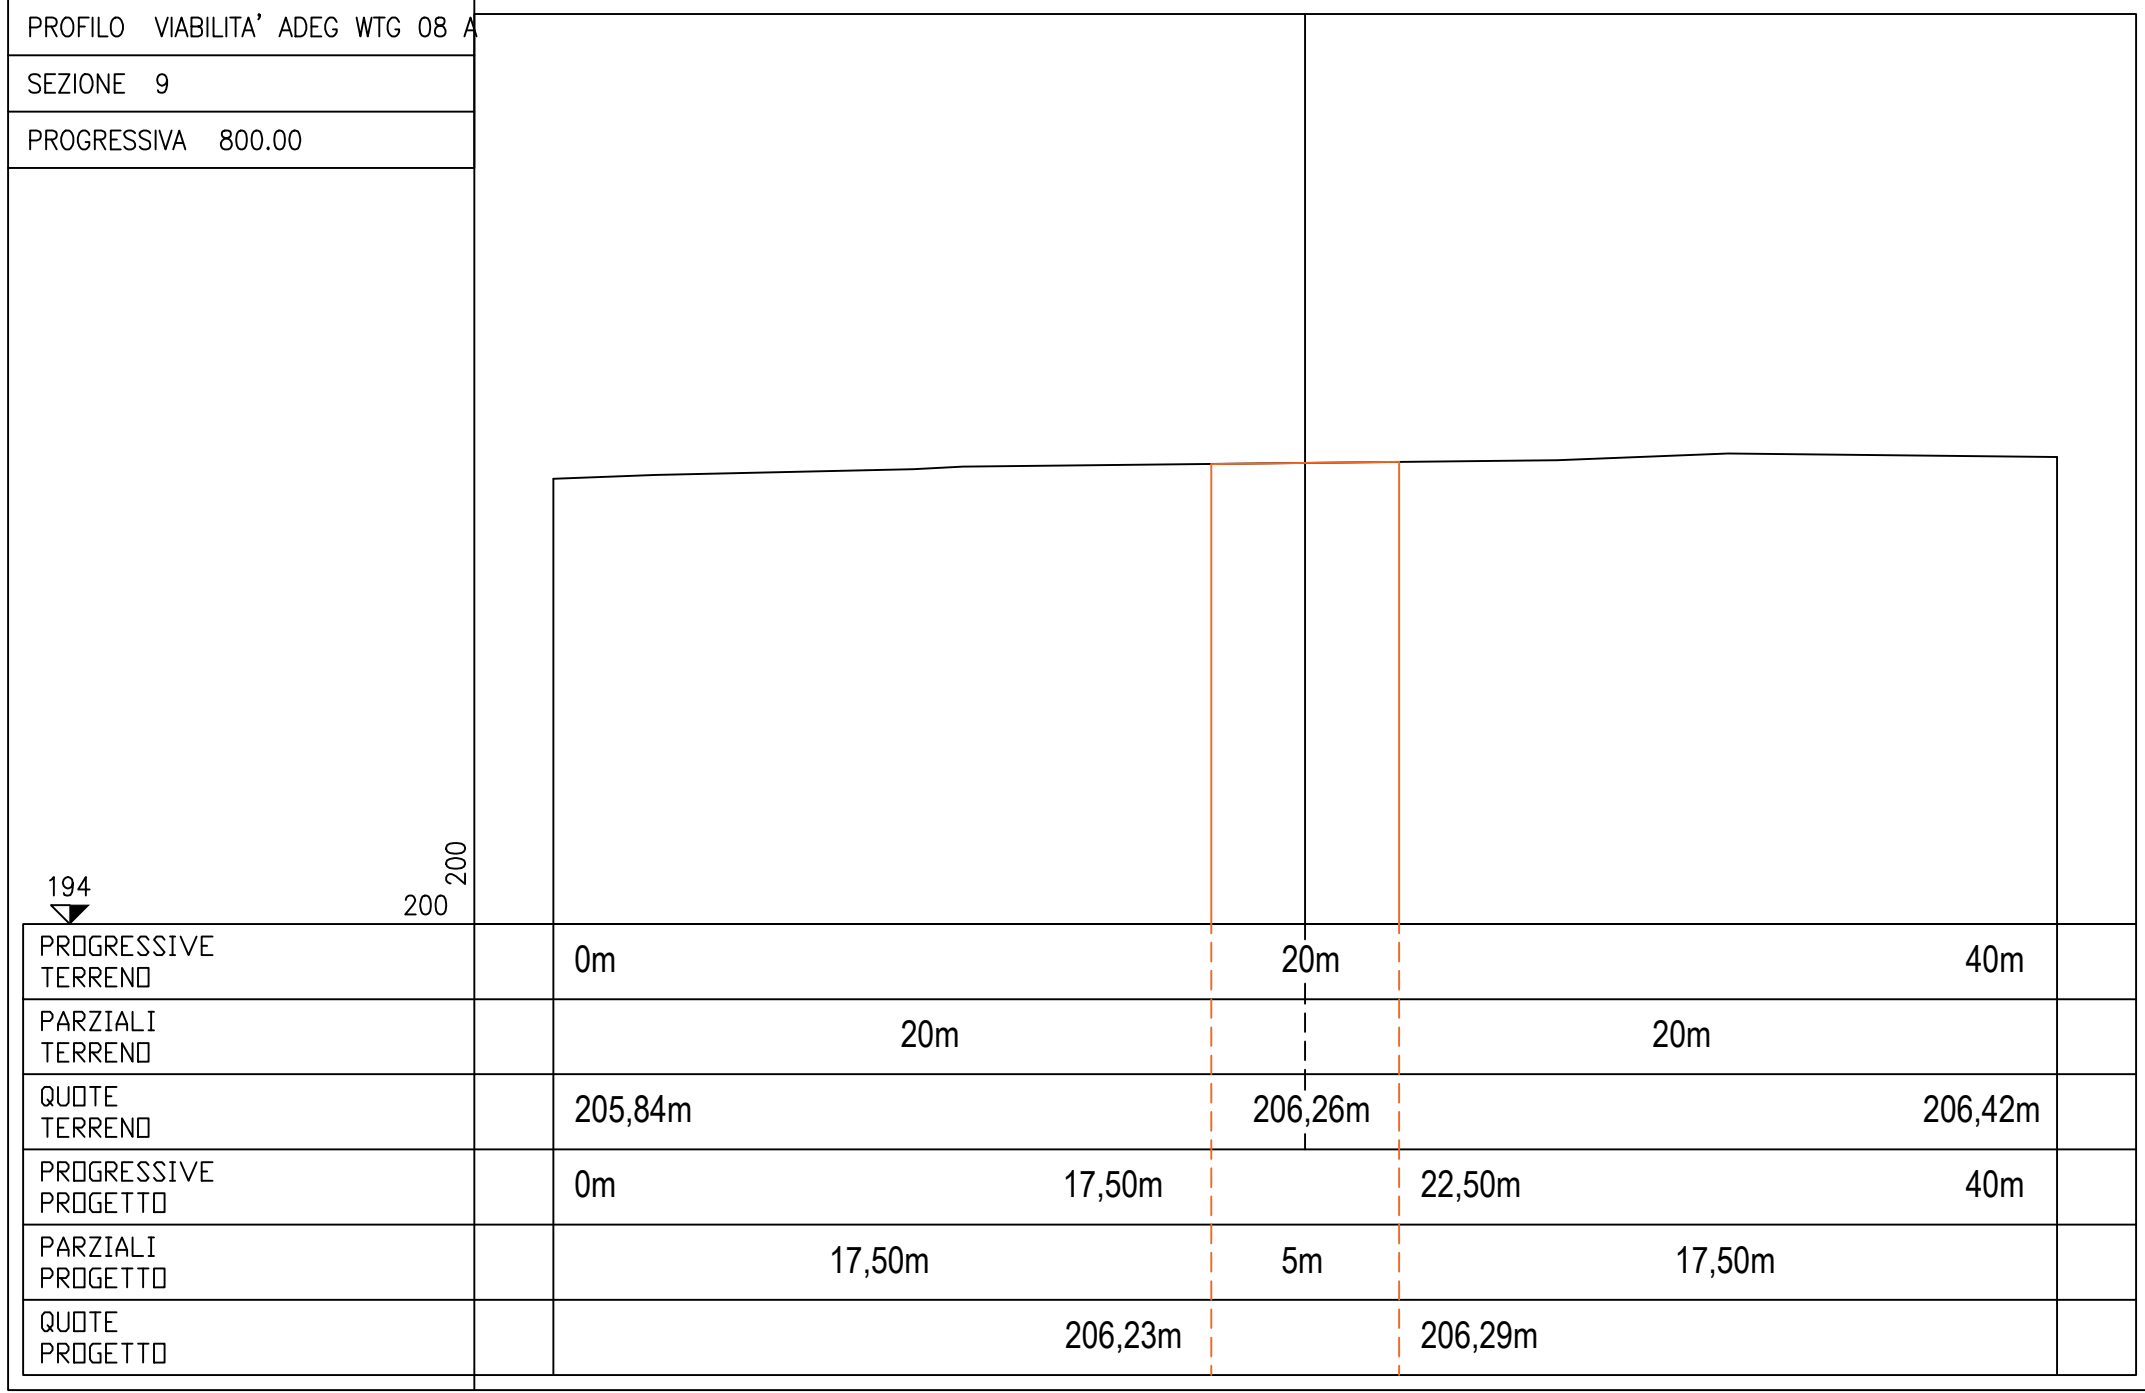 PROFILO VIABILITA' ADEG WTG 08 A
SEZIONE 9
PROGRESSIVA 800.00
200
194
200
PROGRESSIVE
TERRENO
0m 20m 40m
PARZIALI
TERRENO
20m 20m
QUOTE
TERRENO
205,84m 206,26m 206,42m
PROGRESSIVE
PROGETTO
0m 17,50m 22,50m 40m
PARZIALI
PROGETTO
17,50m 5m 17,50m
QUOTE
PROGETTO
206,23m 206,29m